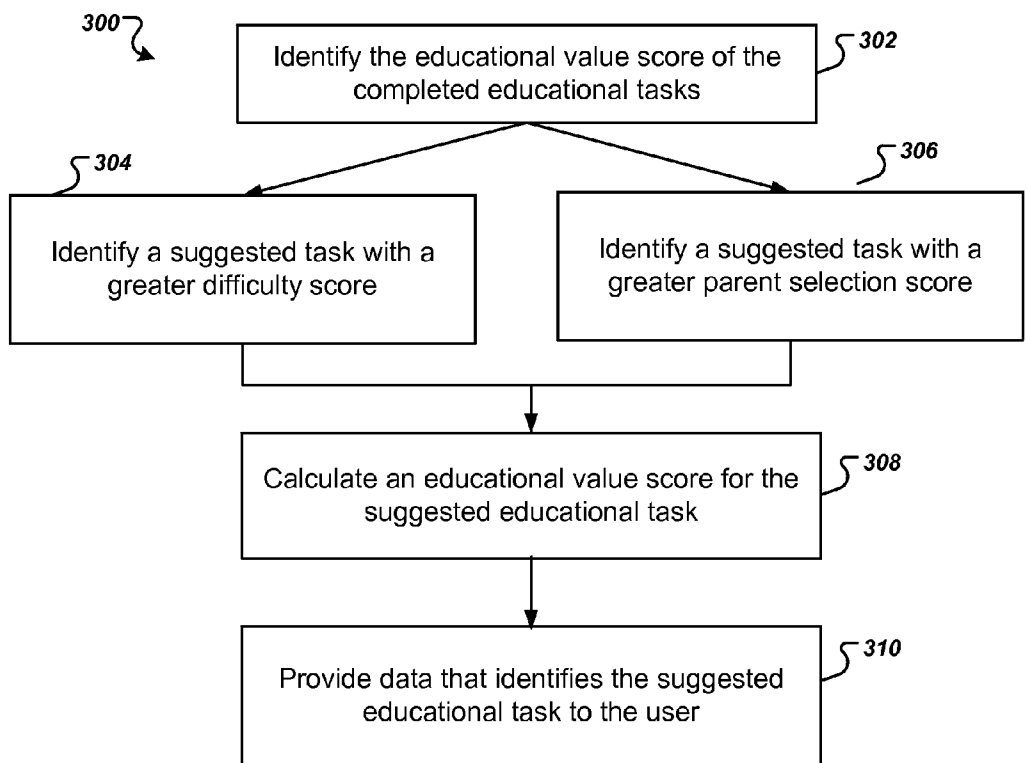 300
Identify the educational value score of the
completed educational tasks
302
304
Identify a suggested task with a
greater difficulty score
306
Identify a suggested task with a
greater parent selection score
Calculate an educational value score for the
suggested educational task
308
Provide data that identifies the suggested
educational task to the user
310